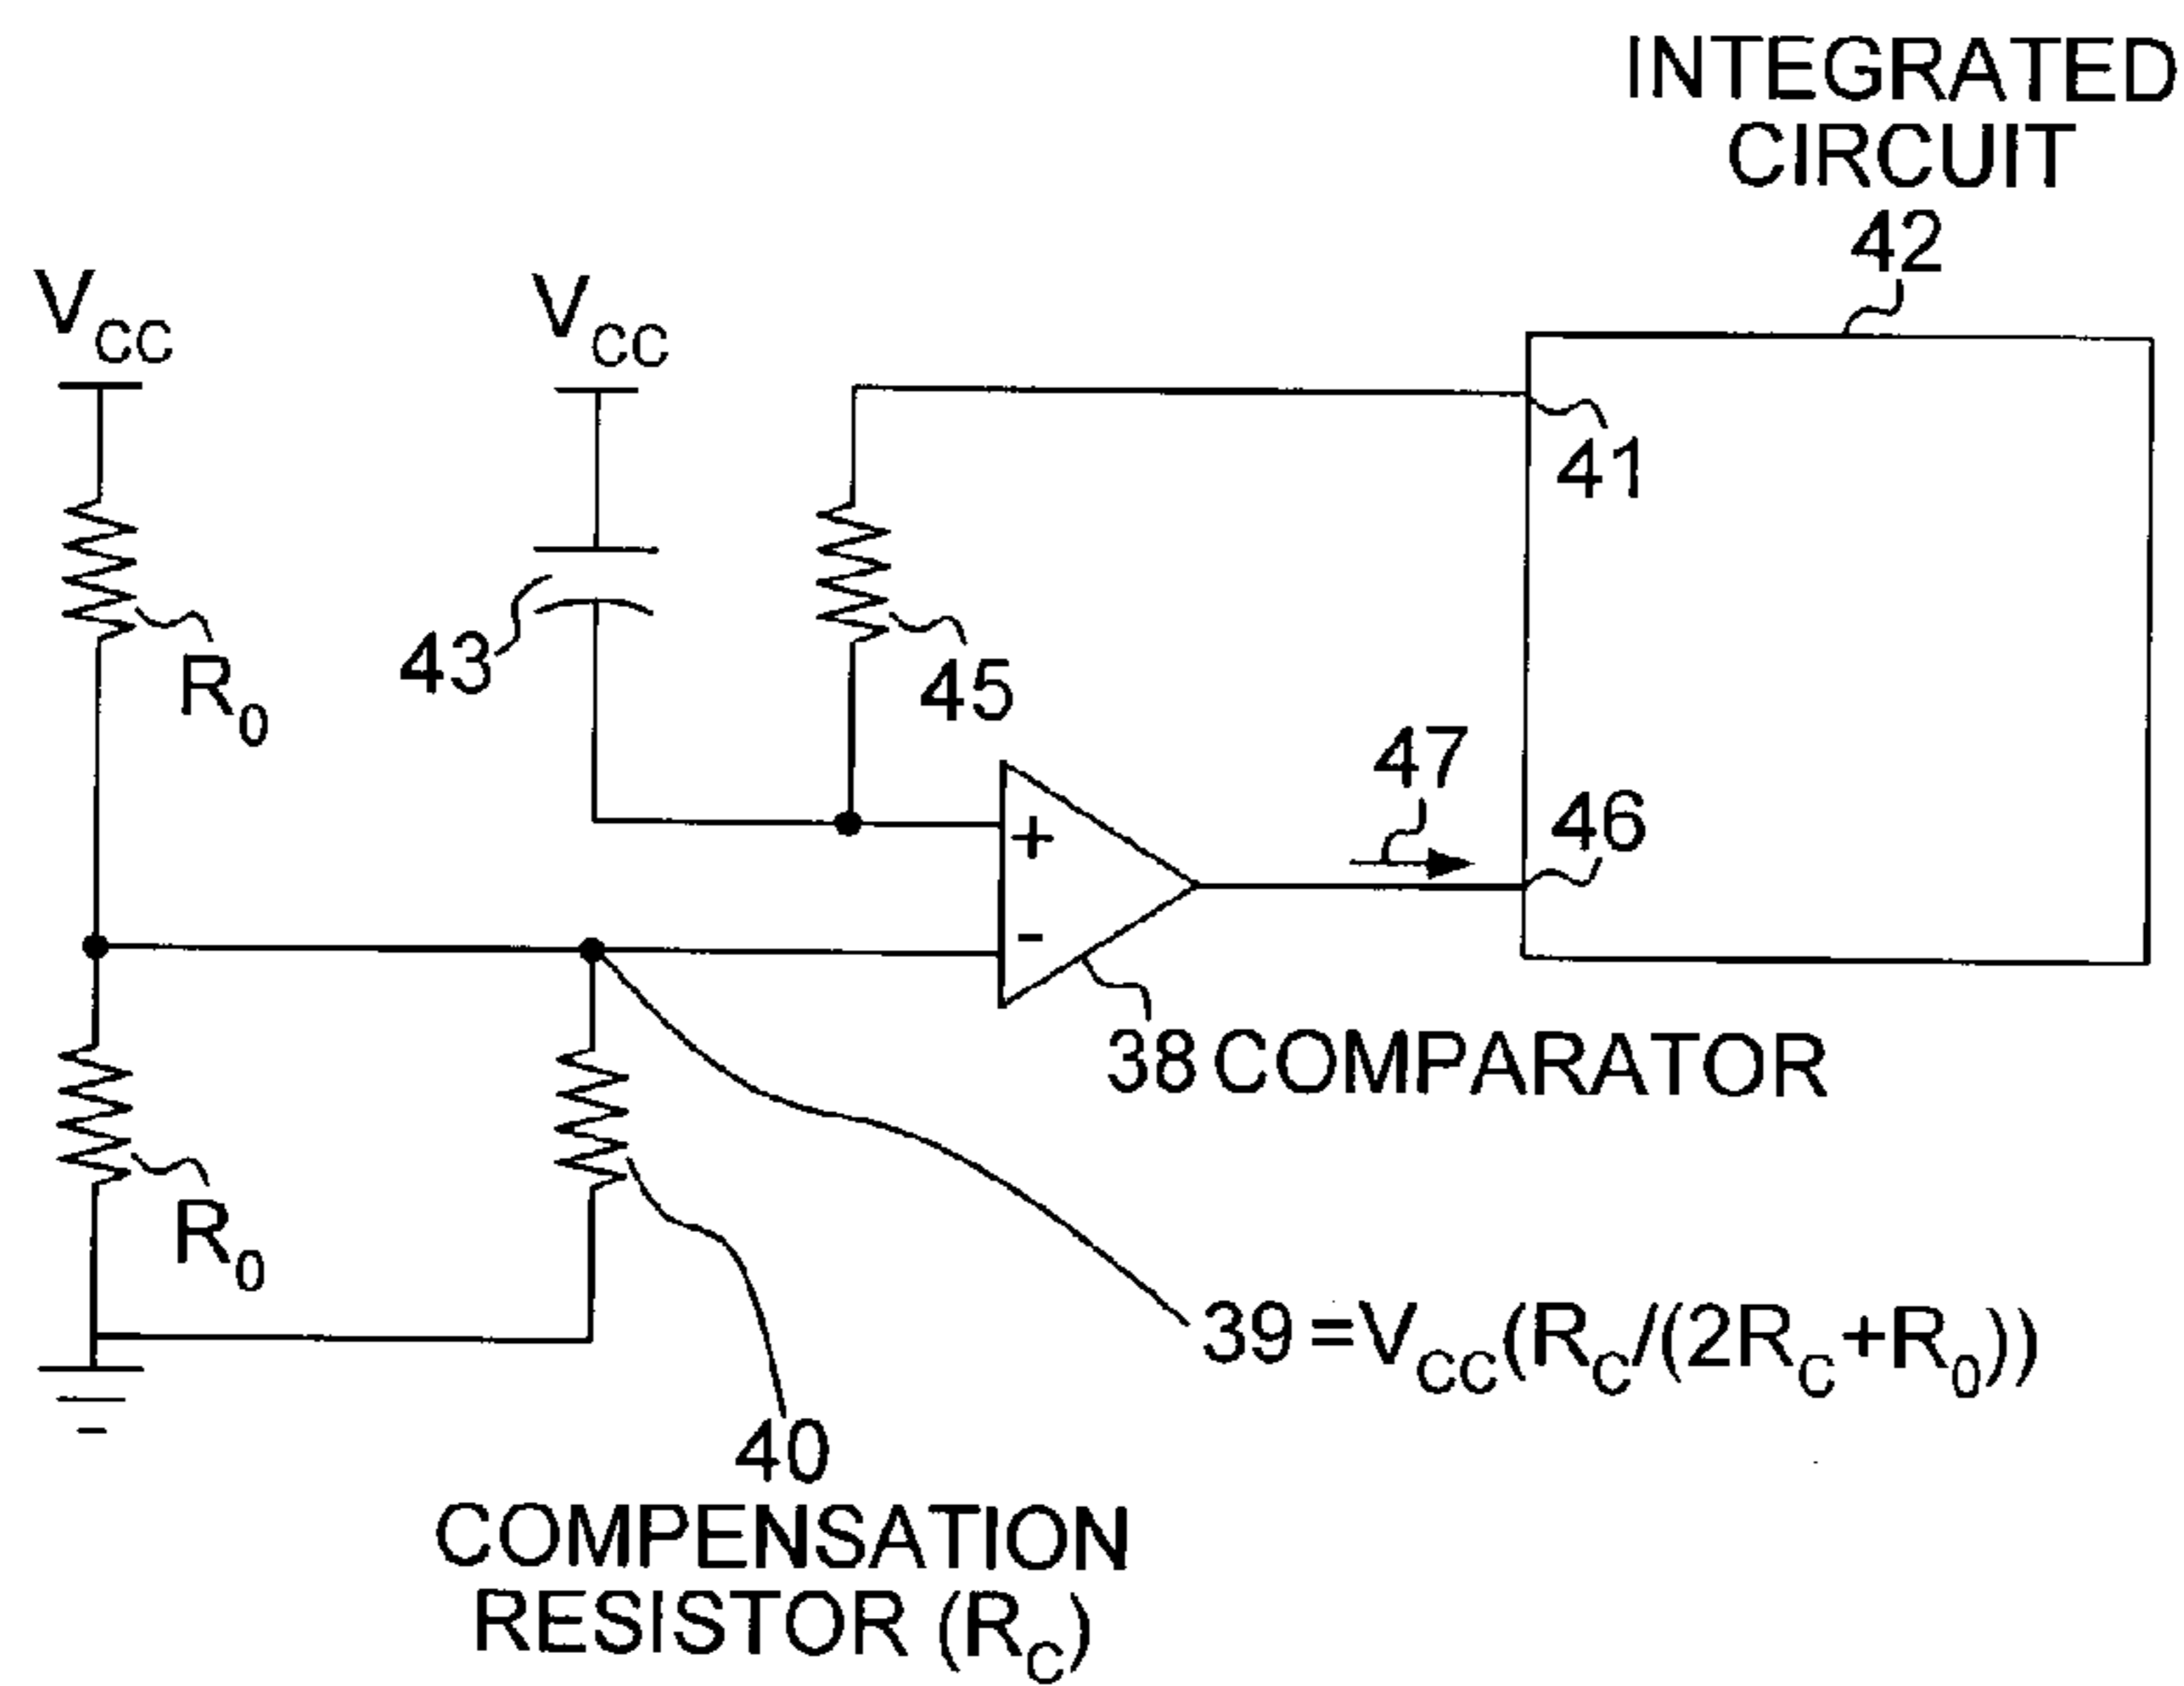 INTEGRATED
CIRCUIT
42
VCC
VCC
41
R0
43
45
47
46
+
-
38 COMPARATOR
R0
39 =VCC(RC/(2RC+R0))
40
COMPENSATION
RESISTOR (RC)